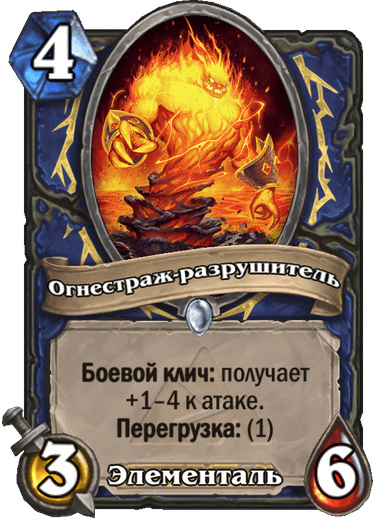 4
Огнестраж-разрушитель
Боевой клич: получает
+1–4 к атаке.
Перегрузка: (1)
3 Элементаль 6